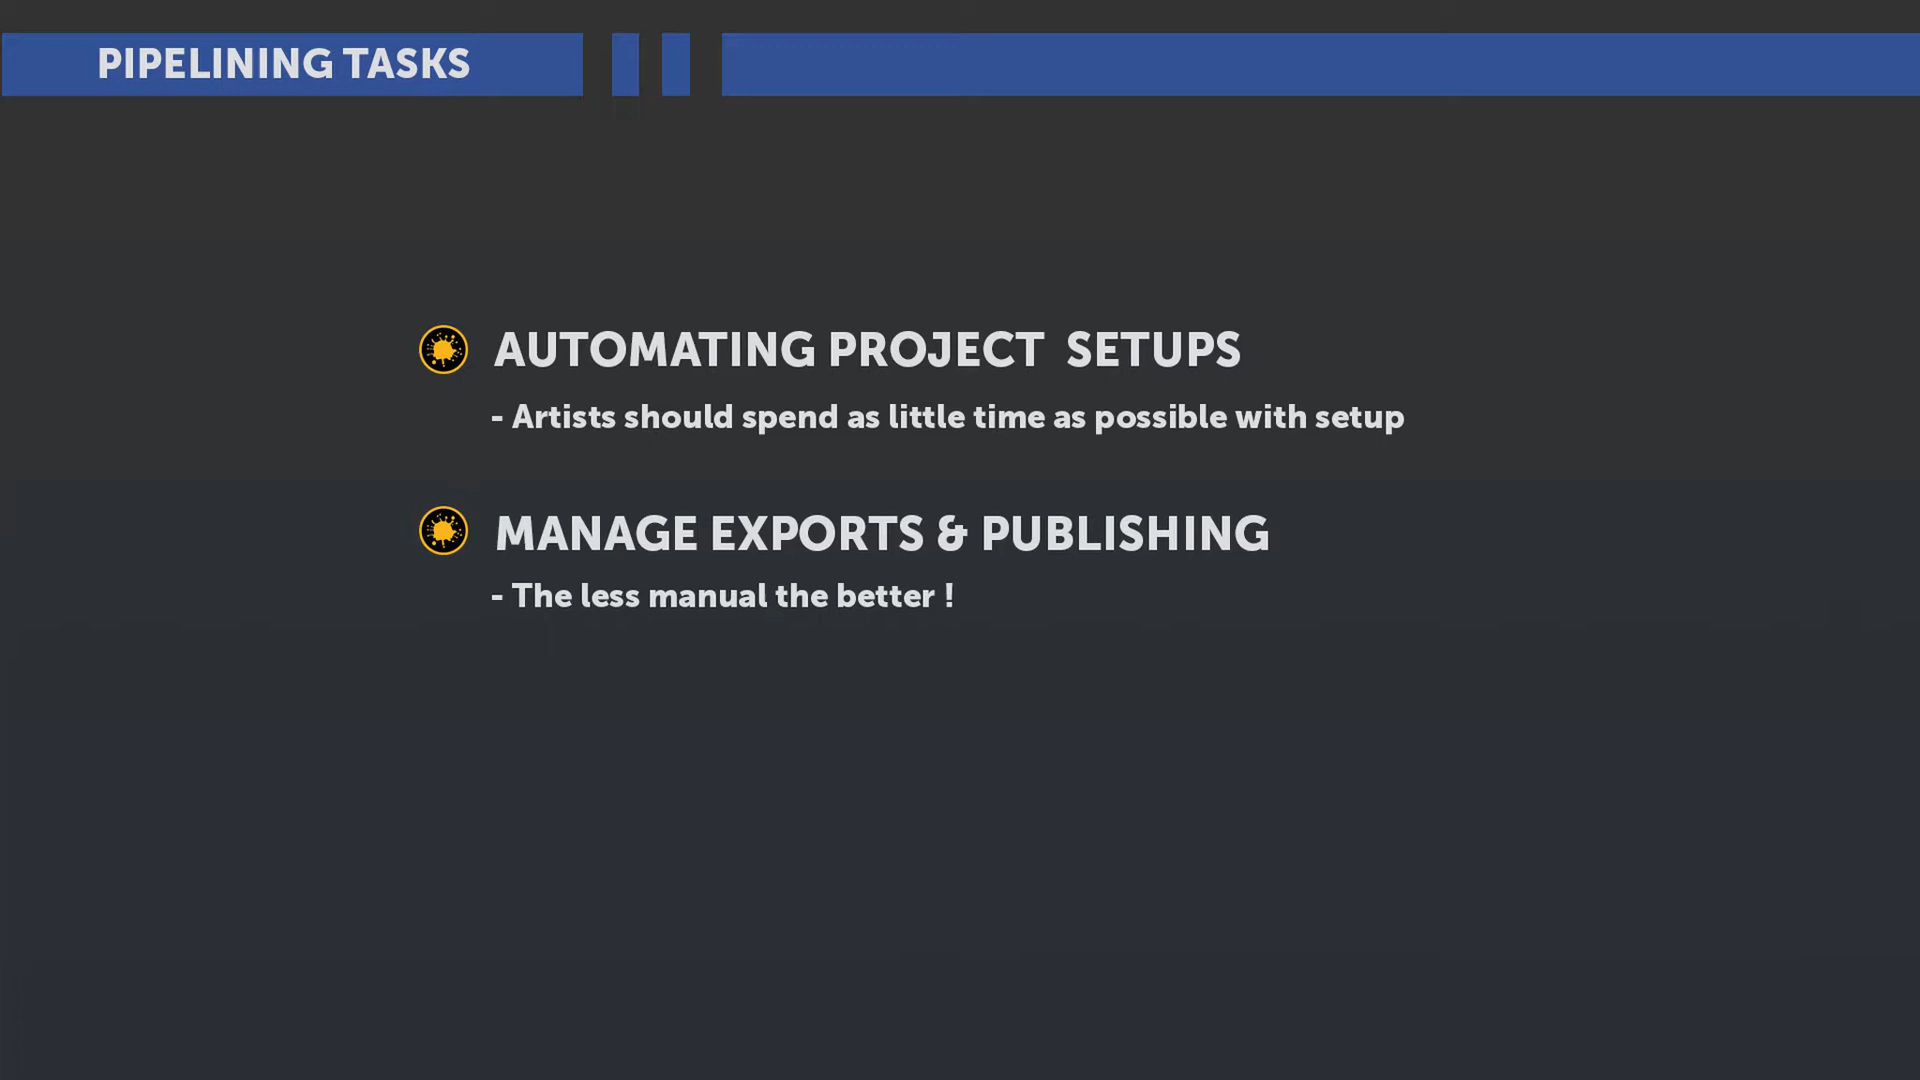 PIPELINING TASKS
AUTOMATING PROJECT  SETUPS
- Artists should spend as little time as possible with setup
MANAGE EXPORTS & PUBLISHING
- The less manual the better !